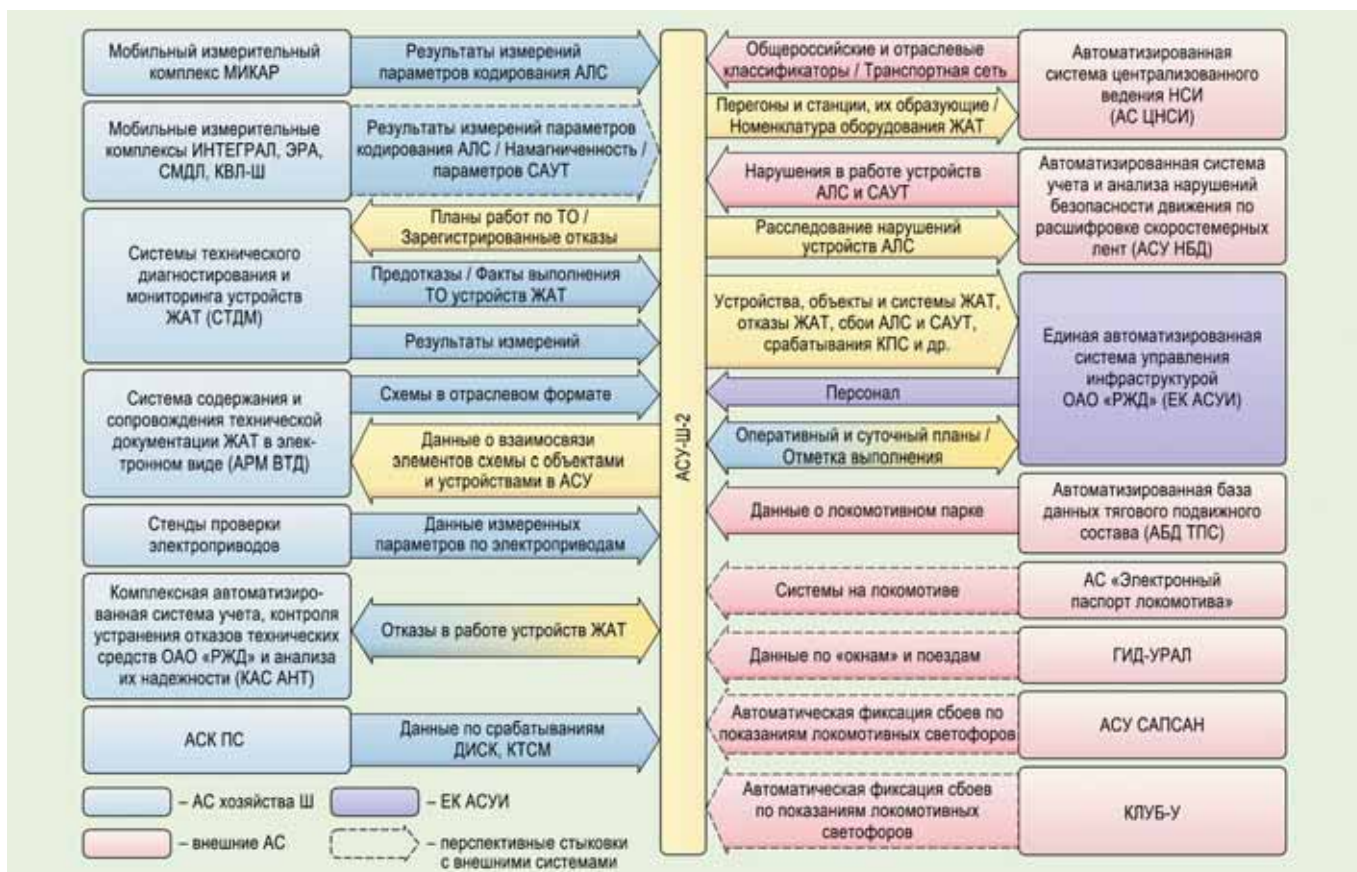 Мобильный измерительный
комплекс МИКАР
Результаты измерений
параметров кодирования АЛС
Мобильные измерительные
комплексы ИНТЕГРАЛ, ЭРА,
СМДЛ, КВЛ-Ш
Результаты измерений параметров
кодирования АЛС / Намагниченность /
параметров САУТ
Системы технического
диагностирования и
мониторинга устройств
ЖАТ (СТДМ)
Планы работ по ТО /
Зарегистрированные отказы
Предотказы / Факты выполнения
ТО устройств ЖАТ
Результаты измерений
Система содержания и
сопровождения технической
документации ЖАТ в элек-
тронном виде (АРМ ВТД)
Схемы в отраслевом формате
Данные о взаимосвязи
элементов схемы с объектами
и устройствами в АСУ
Стенды проверки
электроприводов
Данные измеренных
параметров по электроприводам
Комплексная автоматизиро-
ванная система учета, контроля
устранения отказов технических
средств ОАО «РЖД» и анализа
их надежности (КАС АНТ)
Отказы в работе устройств ЖАТ
АСК ПС
Данные по срабатываниям
ДИСК, КТСМ
АСУ-Ш-2
Общероссийские и отраслевые
классификаторы / Транспортная сеть
Перегоны и станции, их образующие /
Номенклатура оборудования ЖАТ
Автоматизированная
система централизованного
ведения НСИ
(АС ЦНСИ)
Нарушения в работе устройств
АЛС и САУТ
Расследование нарушений
устройств АЛС
Автоматизированная система
учета и анализа нарушений
безопасности движения по
расшифровке скоростемерных
лент (АСУ НБД)
Устройства, объекты и системы ЖАТ,
отказы ЖАТ, сбои АЛС и САУТ,
срабатывания КПС и др.
Персонал
Оперативный и суточный планы /
Отметка выполнения
Единая автоматизированная
система управления
инфраструктурой
ОАО «РЖД» (ЕК АСУИ)
Данные о локомотивном парке
Автоматизированная база
данных тягового подвижного
состава (АБД ТПС)
Системы на локомотиве
АС «Электронный
паспорт локомотива»
Данные по «окнам» и поездам
ГИД-УРАЛ
Автоматическая фиксация сбоев по
показаниям локомотивных светофоров
АСУ САПСАН
Автоматическая фиксация сбоев
по показаниям локомотивных
светофоров
КЛУБ-У
– АС хозяйства Ш
– ЕК АСУИ
– внешние АС
– перспективные стыковки
с внешними системами